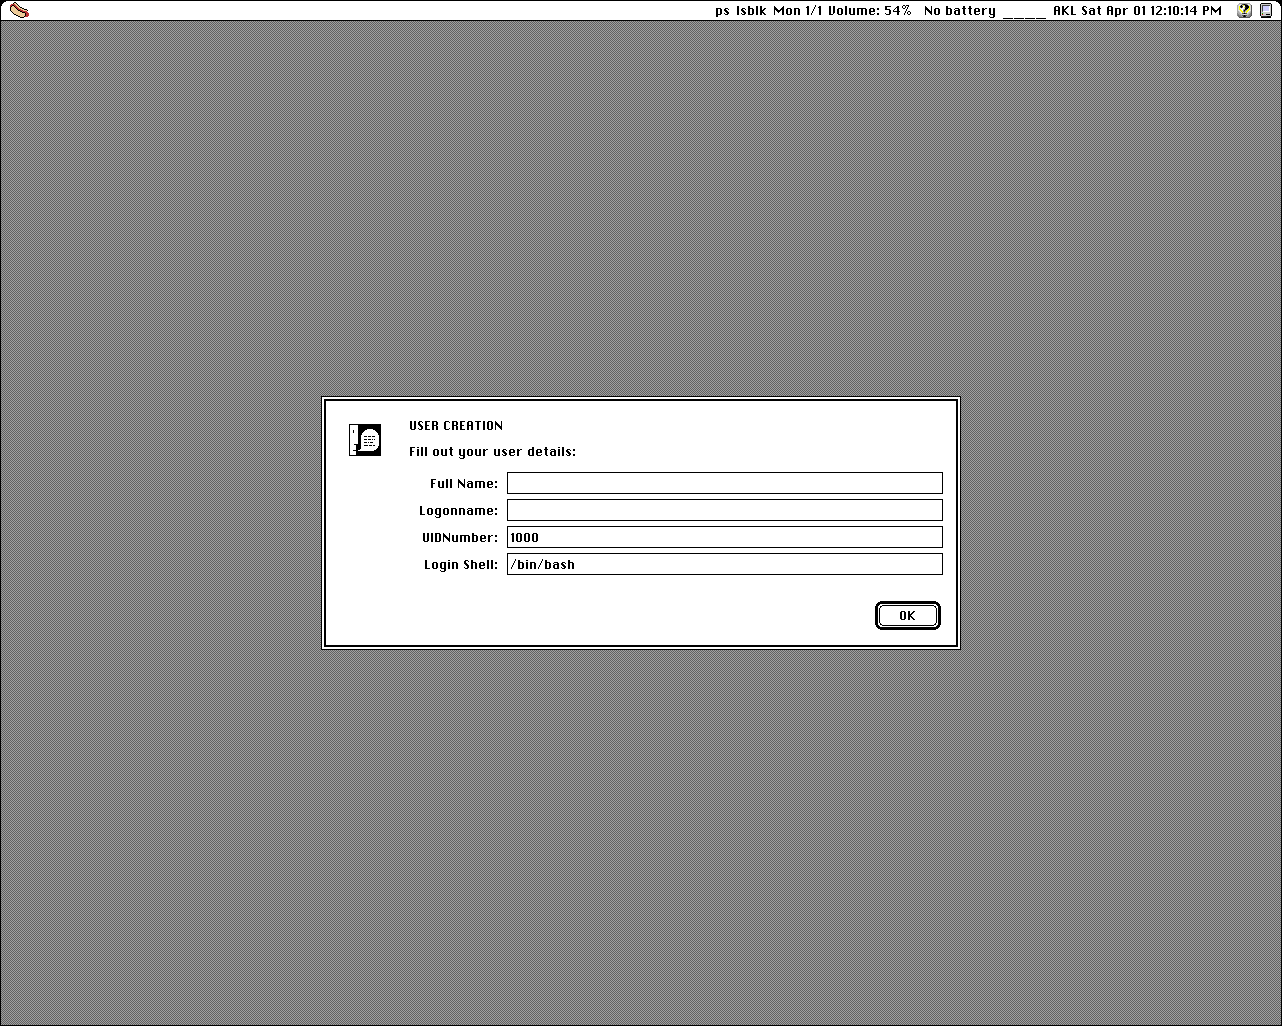 ps lsblk Mon 1/1 Volume: 54% No battery ____ AKL Sat Apr 01 12:10:14 PM
USER CREATION
Fill out your user details:
Full Name:
Logonname:
UIDNumber: 1000
Login Shell: /bin/bash
OK